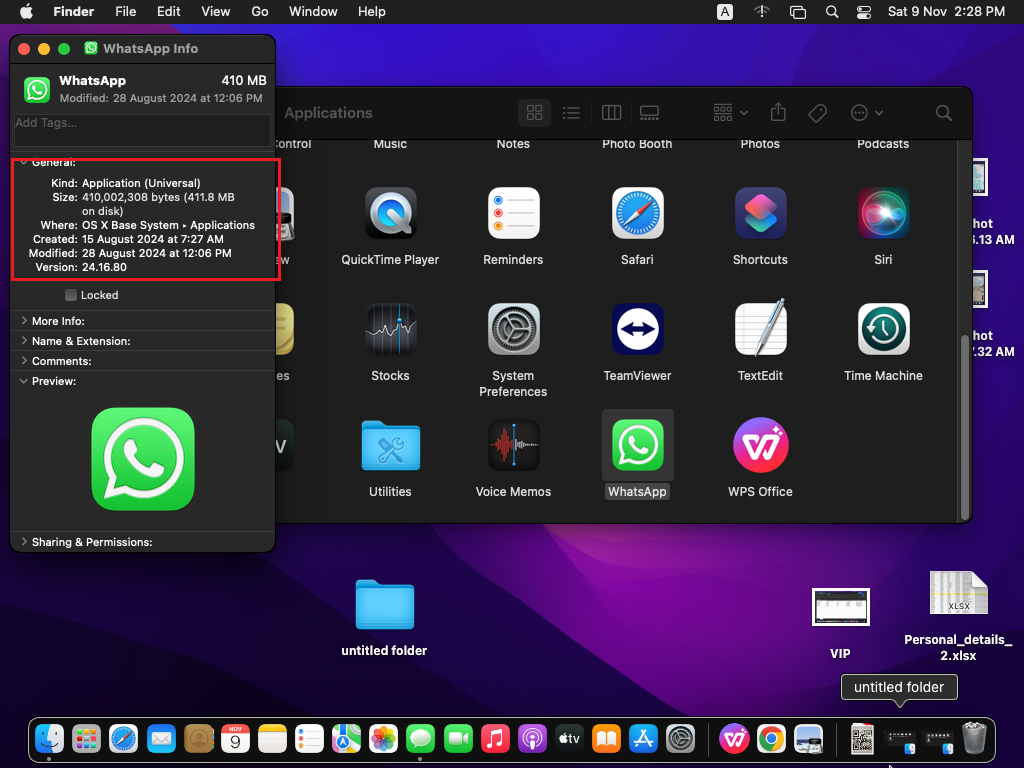 Finder File Edit View Go Window Help
A
Sat 9 Nov 2:28 PM
WhatsApp Info
WhatsApp 410 MB
Modified: 28 August 2024 at 12:06 PM
Add Tags...
General:
Kind: Application (Universal)
Size: 410,002,308 bytes (411.8 MB
on disk)
Where: OS X Base System ▸ Applications
Created: 15 August 2024 at 7:27 AM
Modified: 28 August 2024 at 12:06 PM
Version: 24.16.80
Locked
More Info:
Name & Extension:
Comments:
Preview:
Sharing & Permissions:
Applications
ontrol Music Notes Photo Booth Photos Podcasts
ew QuickTime Player Reminders Safari Shortcuts Siri
es Stocks System
Preferences TeamViewer TextEdit Time Machine
V
Utilities Voice Memos WhatsApp WPS Office
hot
6.13 AM
hot
7.32 AM
untitled folder
VIP
XLSX
Personal_details_
2.xlsx
untitled folder
NOV
9
tv